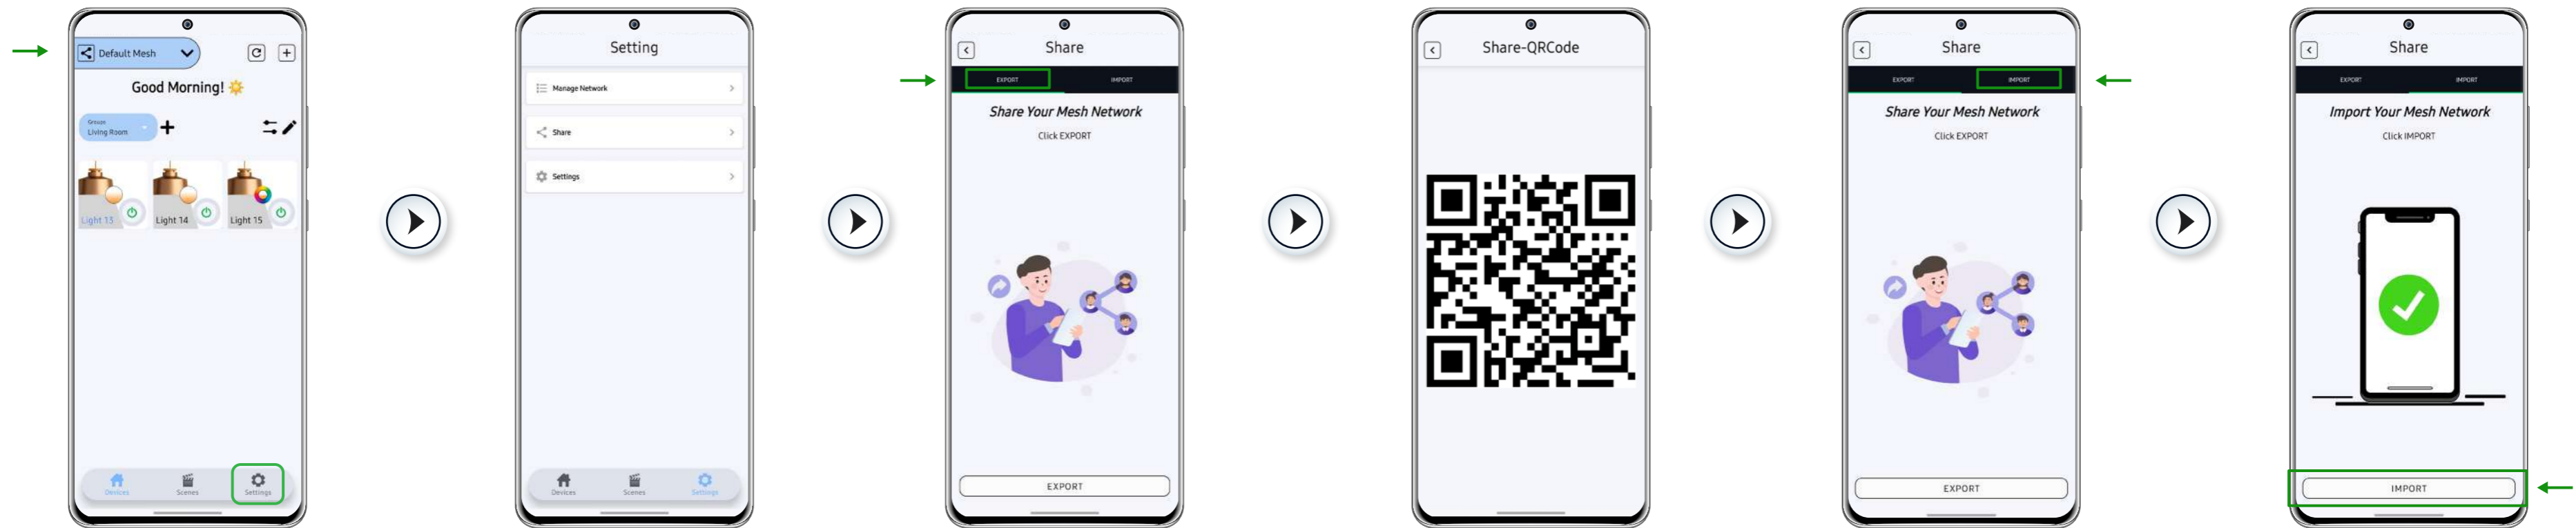 Default Mesh
Good Morning!
Groups
Living Room
Light 13
Light 14
Light 15
Devices
Scenes
Settings
Setting
Manage Network
Share
Settings
Devices
Scenes
Settings
Share
EXPORT
IMPORT
Share Your Mesh Network
Click EXPORT
EXPORT
Share-QRCode
Share
EXPORT
IMPORT
Share Your Mesh Network
Click EXPORT
EXPORT
Share
EXPORT
IMPORT
Import Your Mesh Network
Click IMPORT
IMPORT